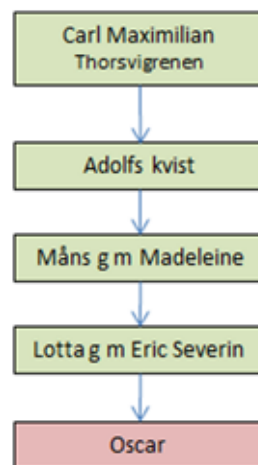 Carl Maximilian
Thorsvigrenen
Adolfs kvist
Måns g m Madeleine
Lotta g m Eric Severin
Oscar